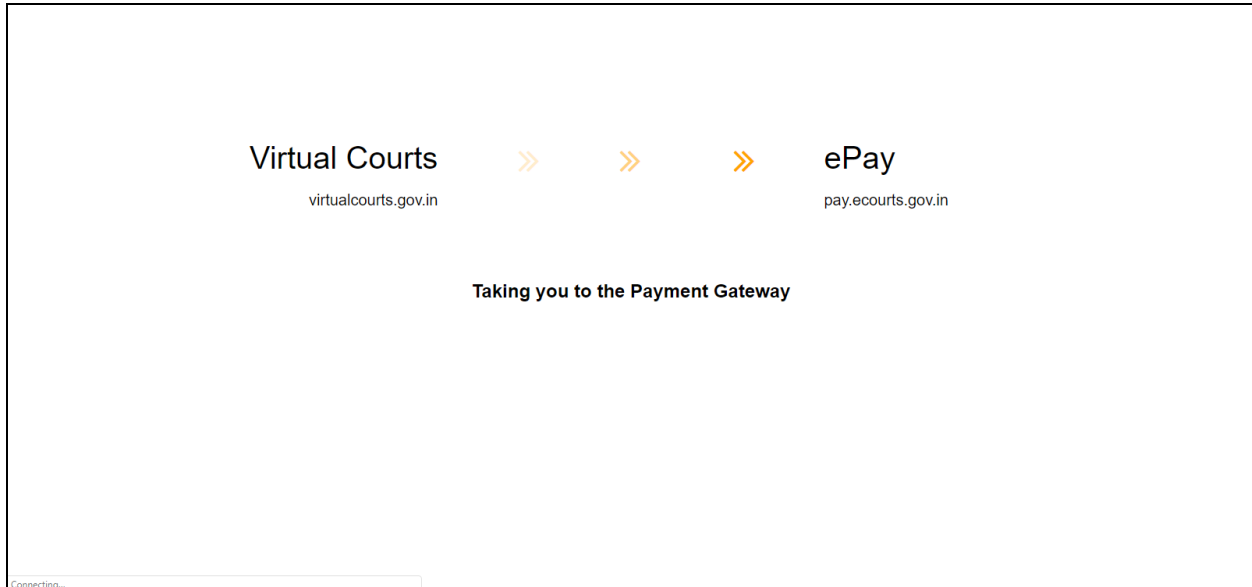 Virtual Courts
virtualcourts.gov.in
ePay
pay.ecourts.gov.in
Taking you to the Payment Gateway
Connecting...